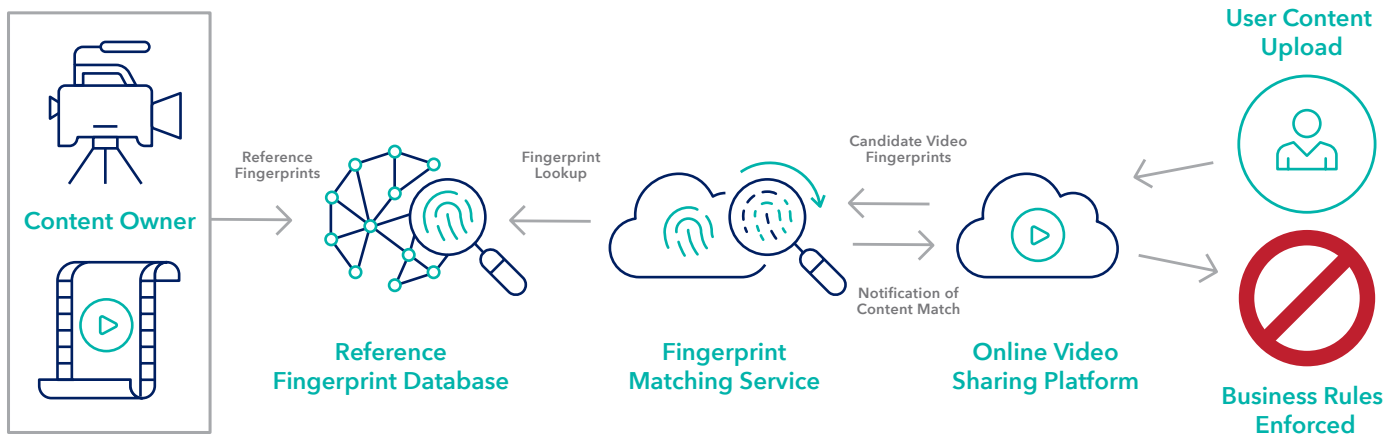 User Content
Upload
Content Owner
Reference
Fingerprints
Fingerprint
Lookup
Candidate Video
Fingerprints
Notification of
Content Match
Reference
Fingerprint Database
Fingerprint
Matching Service
Online Video
Sharing Platform
Business Rules
Enforced